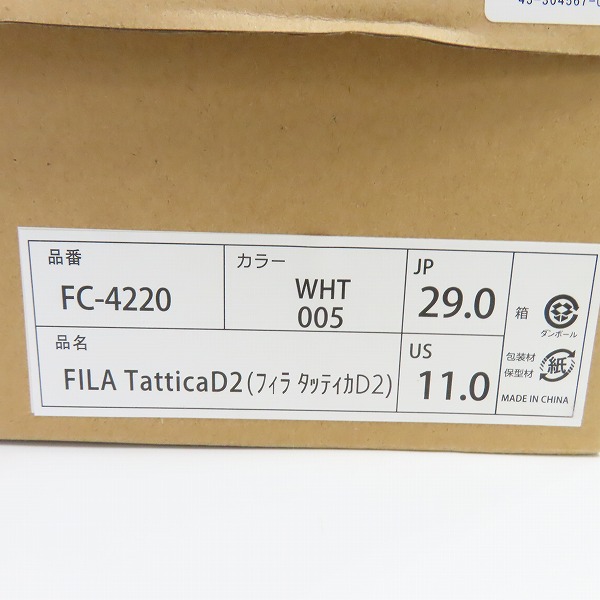 品番
FC-4220
カラー
WHT
005
JP
29.0
品名
FILA TatticaD2(フィラ タッティカD2)
US
11.0
箱
ダンボール
包装材
保型材
紙
MADE IN CHINA